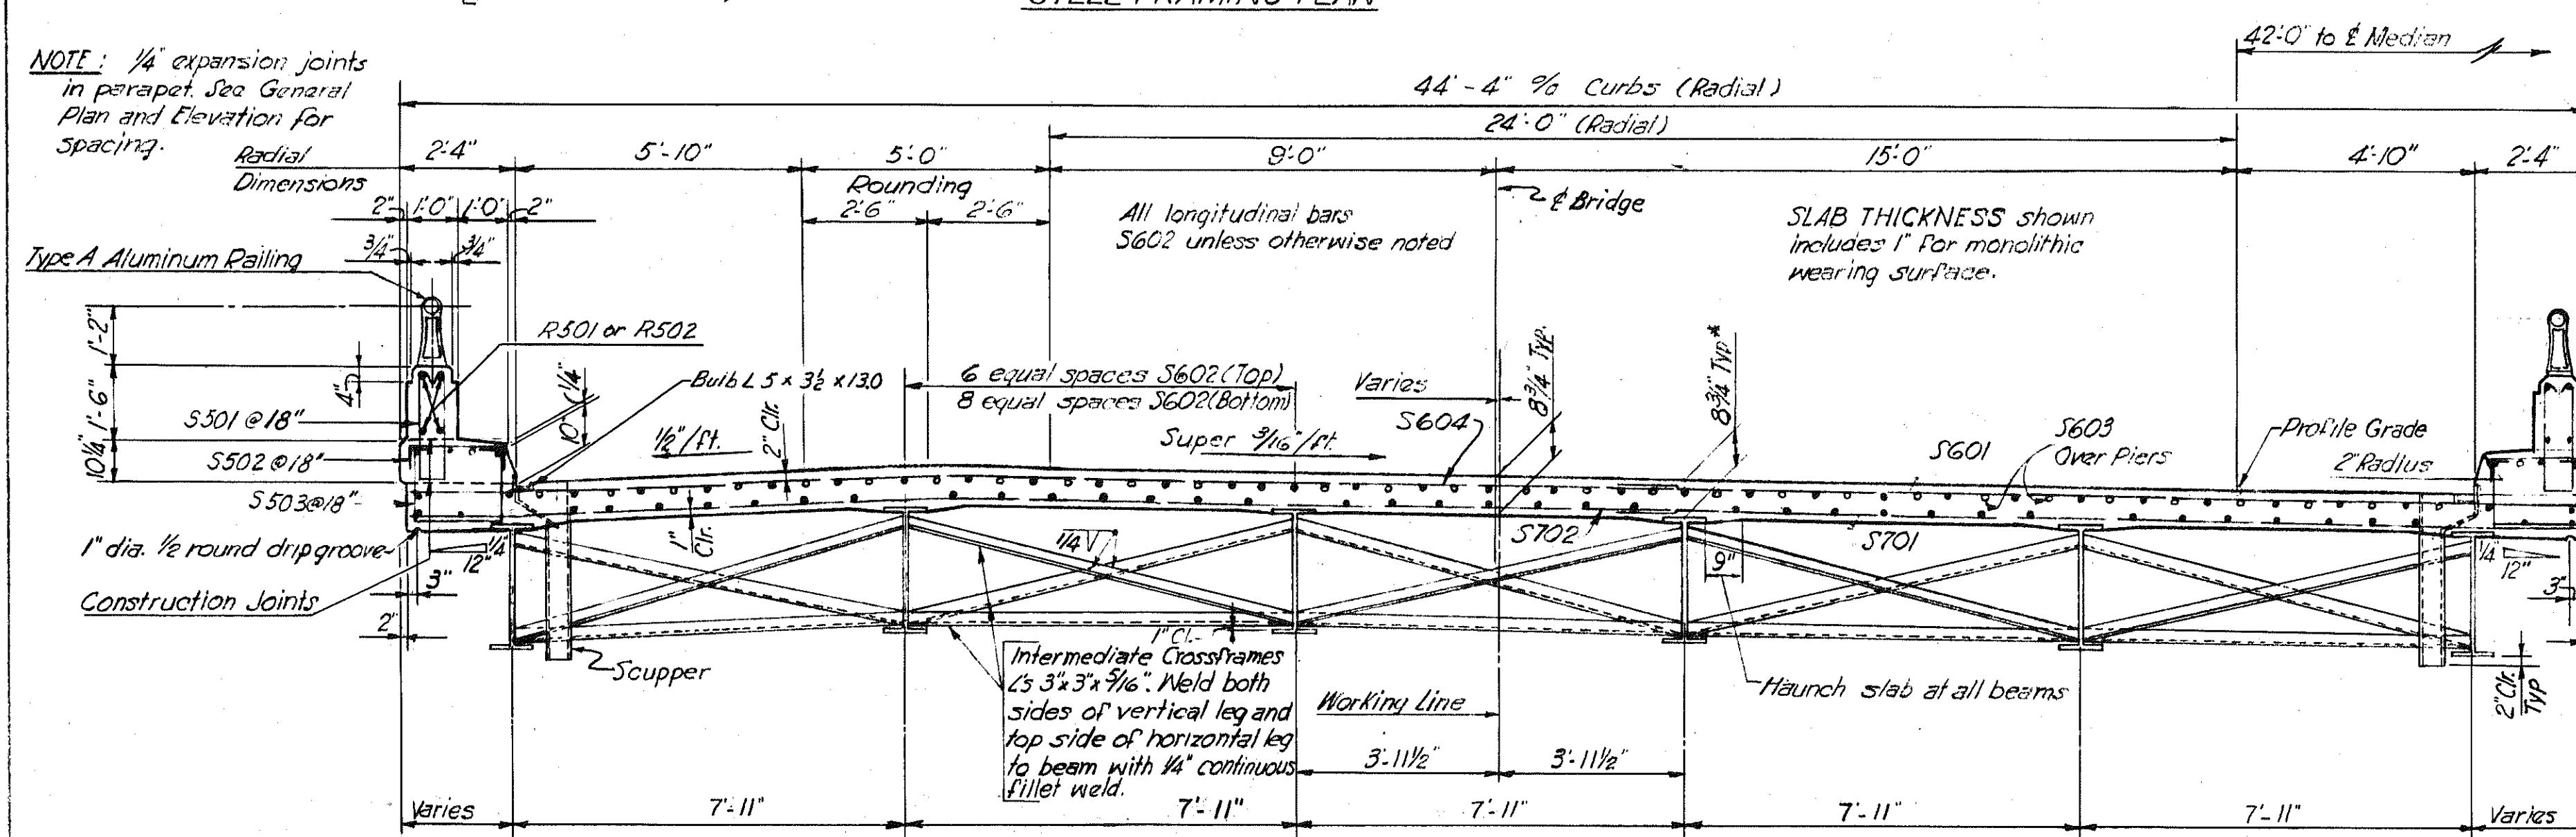 STEEL FRAMING PLAN
42'-0" to ℄ Median
NOTE: 1/4" expansion joints
in parapet. See General
Plan and Elevation for
spacing.
44'-4" o/o Curbs (Radial)
24'-0" (Radial)
Radial
Dimensions
2'-4"
5'-10"
5'-0"
9'-0"
15'-0"
4'-10"
2'-4"
Rounding
2'-6"
2'-6"
2"
1'-0"
1'-0"
2"
3/4"
3/4"
℄ Bridge
All longitudinal bars
S602 unless otherwise noted
SLAB THICKNESS shown
includes 1" for monolithic
wearing surface.
Type A Aluminum Railing
R501 or R502
1'-2"
1'-6"
10 1/4"
4"
Bulb L 5 x 3 1/2 x 13.0
10"
1/4"
6 equal spaces S602 (Top)
8 equal spaces S602 (Bottom)
Varies
8 3/4" Typ.
8 3/4" Typ*
S501 @ 18"
S502 @ 18"
S503 @ 18"
1/2"/ft.
2" Clr.
Super 3/16"/ft.
S604
S601
S603
Over Piers
Profile Grade
2" Radius
1" dia. 1/2 round drip groove
1/4
12"
3"
1"
Clr.
1/4
S702
9"
S701
1/4
12"
3"
Construction Joints
2"
Scupper
1" Cl.
Intermediate Crossframes
L's 3" x 3" x 5/16". Weld both
sides of vertical leg and
top side of horizontal leg
to beam with 1/4" continuous
fillet weld.
Working Line
Haunch slab at all beams
2" Clr.
Typ
3'-11 1/2"
3'-11 1/2"
Varies
7'-11"
7'-11"
7'-11"
7'-11"
7'-11"
Varies